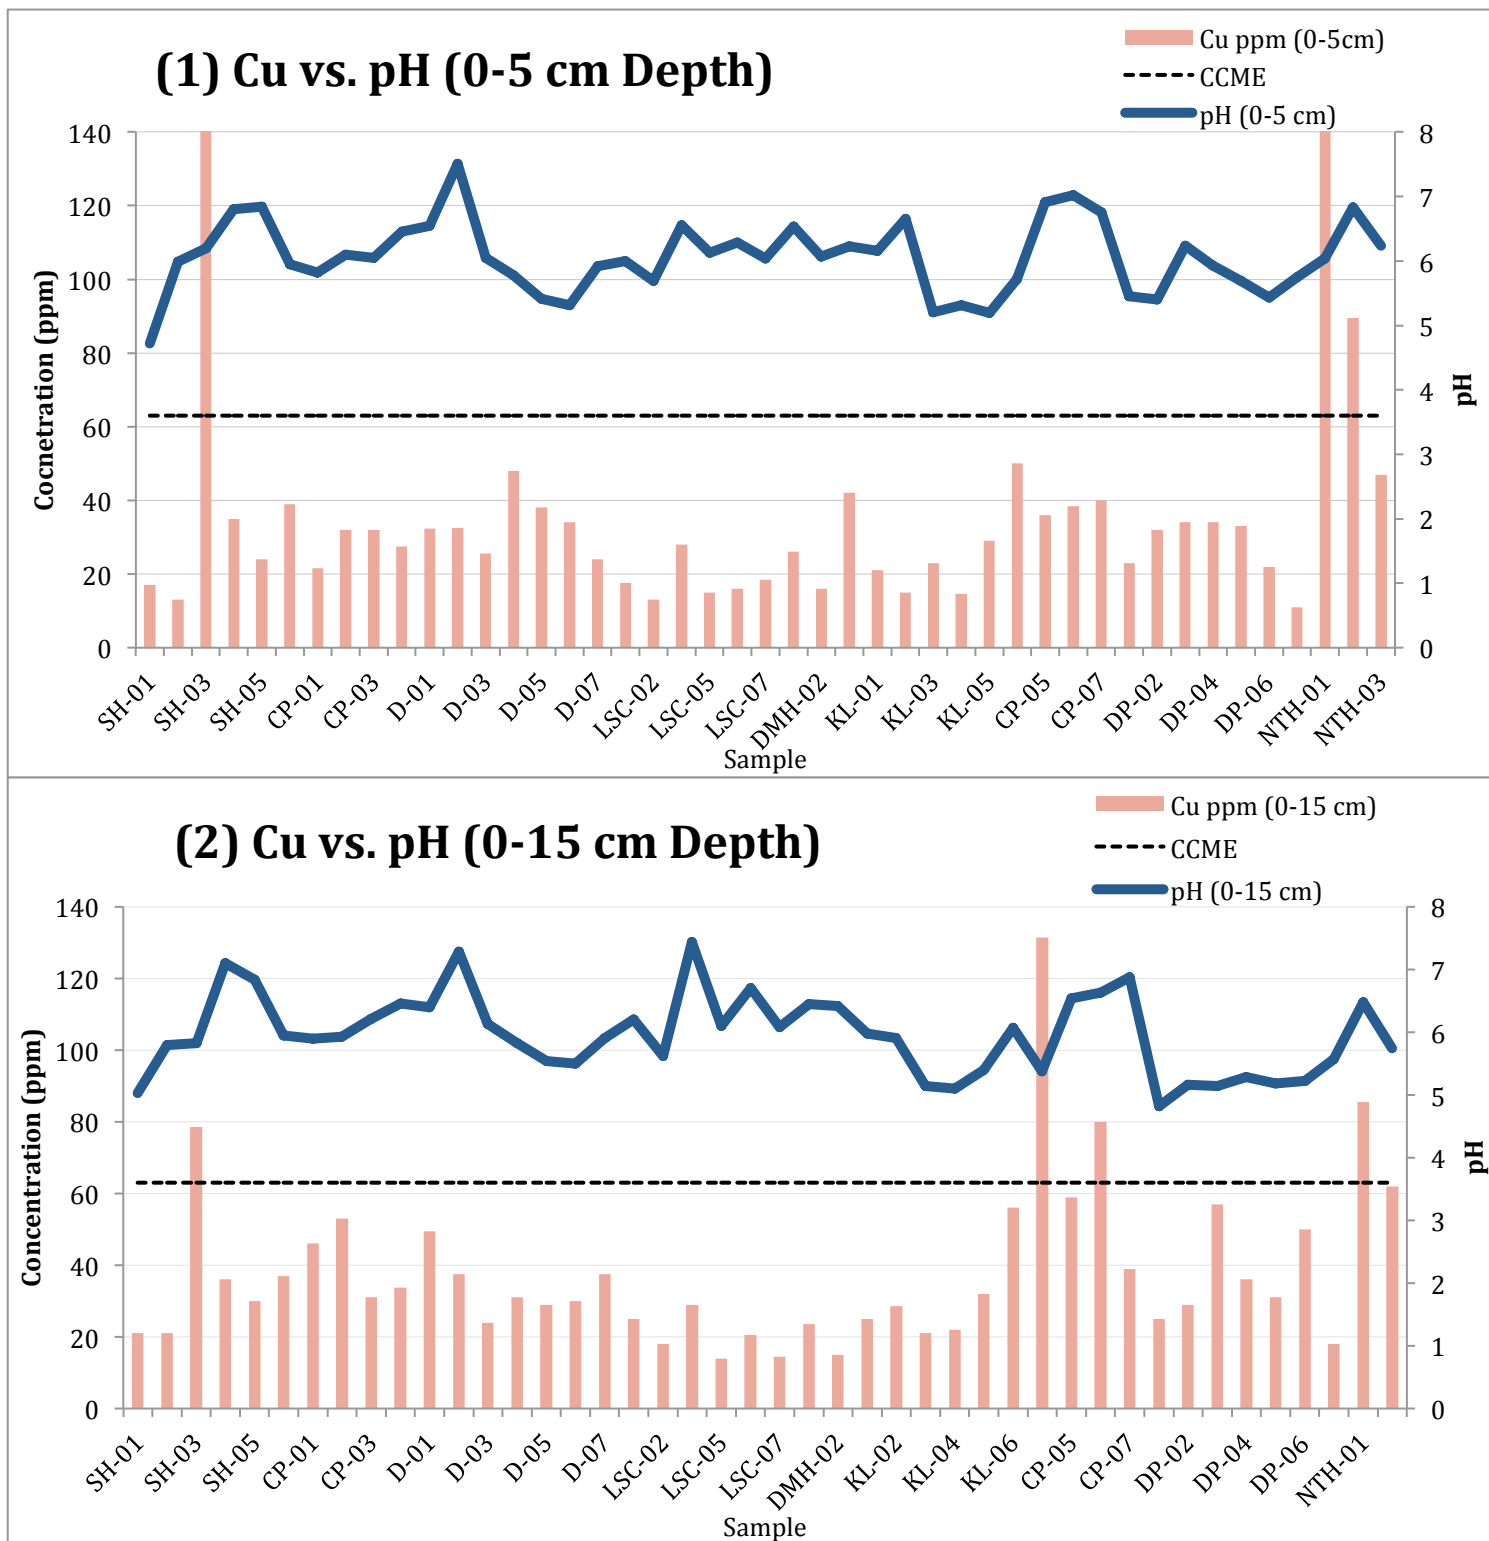 (1) Cu vs. pH (0-5 cm Depth)
Cu ppm (0-5cm)
CCME
pH (0-5 cm)
140
120
100
80
60
40
20
0
Cocnetration (ppm)
8
7
6
5
4
3
2
1
0
pH
SH-01
SH-03
SH-05
CP-01
CP-03
D-01
D-03
D-05
D-07
LSC-02
LSC-05
LSC-07
DMH-02
KL-01
KL-03
KL-05
CP-05
CP-07
DP-02
DP-04
DP-06
NTH-01
NTH-03
Sample
(2) Cu vs. pH (0-15 cm Depth)
Cu ppm (0-15 cm)
CCME
pH (0-15 cm)
140
120
100
80
60
40
20
0
Concentration (ppm)
8
7
6
5
4
3
2
1
0
pH
SH-01
SH-03
SH-05
CP-01
CP-03
D-01
D-03
D-05
D-07
LSC-02
LSC-05
LSC-07
DMH-02
KL-02
KL-04
KL-06
CP-05
CP-07
DP-02
DP-04
DP-06
NTH-01
Sample